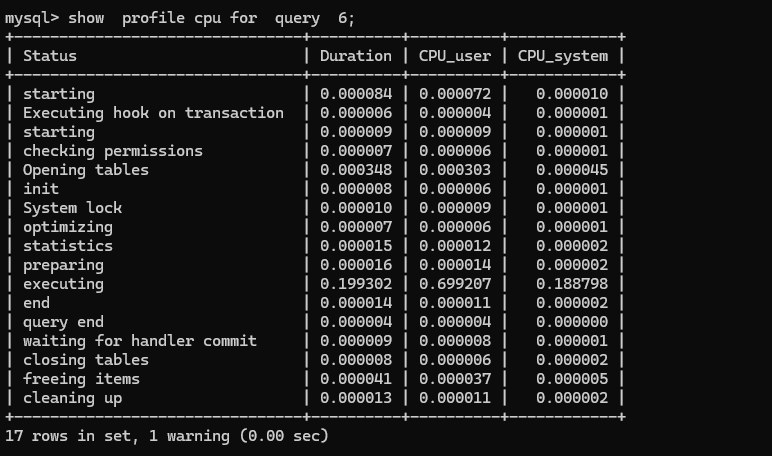 mysql> show  profile cpu for  query  6;
+--------------------------------+----------+----------+------------+
| Status                         | Duration | CPU_user | CPU_system |
+--------------------------------+----------+----------+------------+
| starting                       | 0.000084 | 0.000072 |   0.000010 |
| Executing hook on transaction  | 0.000006 | 0.000004 |   0.000001 |
| starting                       | 0.000009 | 0.000009 |   0.000001 |
| checking permissions           | 0.000007 | 0.000006 |   0.000001 |
| Opening tables                 | 0.000348 | 0.000303 |   0.000045 |
| init                           | 0.000008 | 0.000006 |   0.000001 |
| System lock                    | 0.000010 | 0.000009 |   0.000001 |
| optimizing                     | 0.000007 | 0.000006 |   0.000001 |
| statistics                     | 0.000015 | 0.000012 |   0.000002 |
| preparing                      | 0.000016 | 0.000014 |   0.000002 |
| executing                      | 0.199302 | 0.699207 |   0.188798 |
| end                            | 0.000014 | 0.000011 |   0.000002 |
| query end                      | 0.000004 | 0.000004 |   0.000000 |
| waiting for handler commit     | 0.000009 | 0.000008 |   0.000001 |
| closing tables                 | 0.000008 | 0.000006 |   0.000002 |
| freeing items                  | 0.000041 | 0.000037 |   0.000005 |
| cleaning up                    | 0.000013 | 0.000011 |   0.000002 |
+--------------------------------+----------+----------+------------+
17 rows in set, 1 warning (0.00 sec)